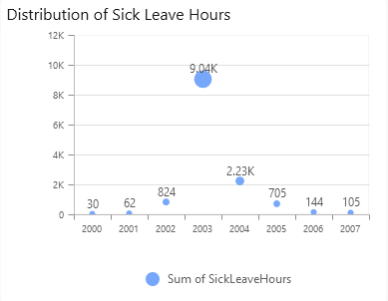 Distribution of Sick Leave Hours
12K
10K
8K
6K
4K
2K
0
30
62
824
9.04K
2.23K
705
144
105
2000 2001 2002 2003 2004 2005 2006 2007
Sum of SickLeaveHours